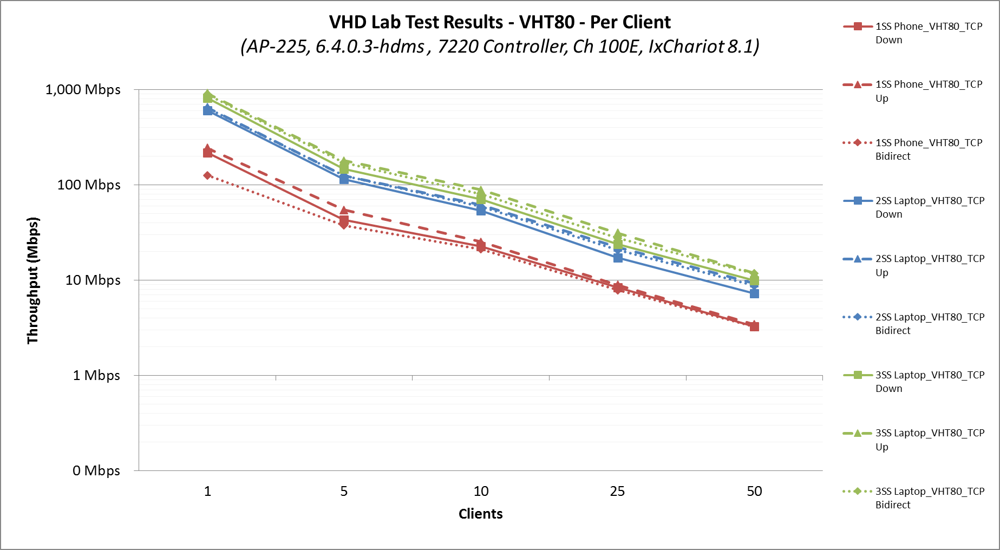 VHD Lab Test Results - VHT80 - Per Client
(AP-225, 6.4.0.3-hdms , 7220 Controller, Ch 100E, IxChariot 8.1)
1,000 Mbps
100 Mbps
10 Mbps
1 Mbps
0 Mbps
Throughput (Mbps)
1
5
10
25
50
Clients
1SS Phone_VHT80_TCP
Down
1SS Phone_VHT80_TCP
Up
1SS Phone_VHT80_TCP
Bidirect
2SS Laptop_VHT80_TCP
Down
2SS Laptop_VHT80_TCP
Up
2SS Laptop_VHT80_TCP
Bidirect
3SS Laptop_VHT80_TCP
Down
3SS Laptop_VHT80_TCP
Up
3SS Laptop_VHT80_TCP
Bidirect